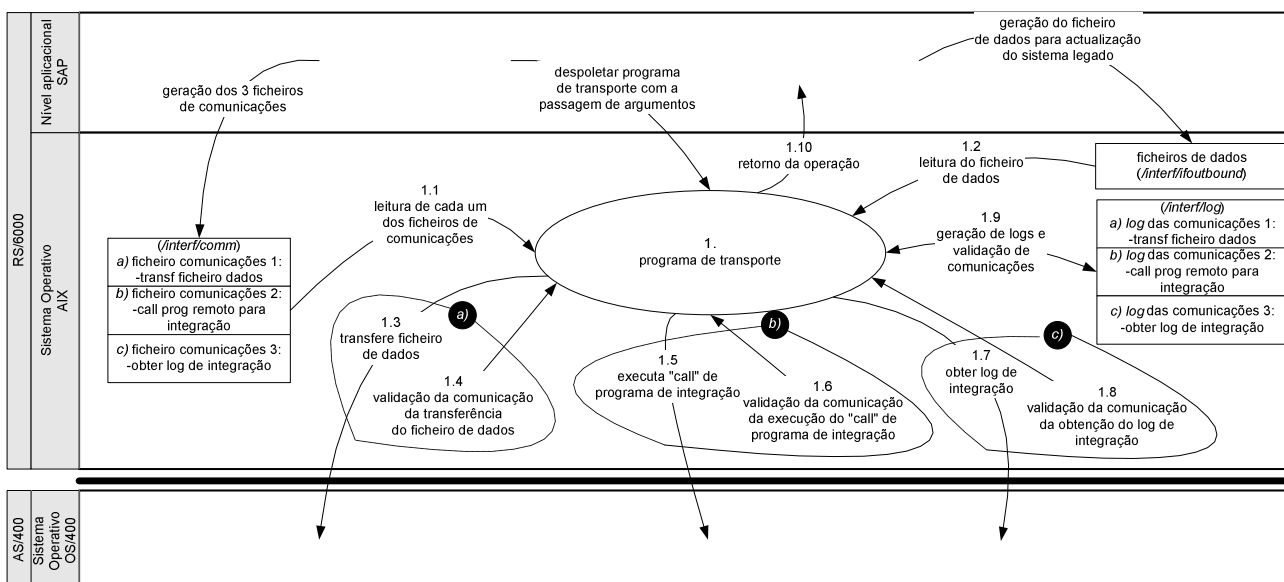 RS/6000
Nível aplicacional
SAP
geração dos 3 ficheiros
de comunicações
despoletar programa
de transporte com a
passagem de argumentos
geração do ficheiro
de dados para actualização
do sistema legado
Sistema Operativo
AIX
1.10
retorno da operação
1.2
leitura do ficheiro
de dados
ficheiros de dados
(/interf/ifoutbound)
1.1
leitura de cada um
dos ficheiros de
comunicações
1.
programa de transporte
1.9
geração de logs e
validação de
comunicações
(/interf/log)
a) log das comunicações 1:
-transf ficheiro dados
b) log das comunicações 2:
-call prog remoto para
integração
c) log das comunicações 3:
-obter log de integração
(/interf/comm)
a) ficheiro comunicações 1:
-transf ficheiro dados
b) ficheiro comunicações 2:
-call prog remoto para
integração
c) ficheiro comunicações 3:
-obter log de integração
a)
1.3
transfere ficheiro
de dados
1.4
validação da comunicação
da transferência
do ficheiro de dados
b)
1.5
executa "call" de
programa de integração
1.6
validação da comunicação
da execução do "call" de
programa de integração
c)
1.7
obter log de
integração
1.8
validação da comunicação
da obtenção do log de
integração
AS/400
Sistema
Operativo
OS/400